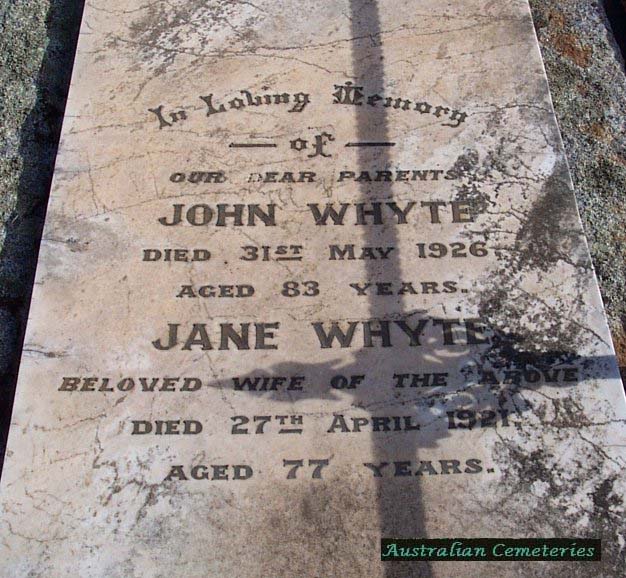 In Loving Memory
of
OUR DEAR PARENTS
JOHN WHYTE
DIED 31ST MAY 1926
AGED 83 YEARS.
JANE WHYTE
BELOVED WIFE OF THE ABOVE
DIED 27TH APRIL 1921.
AGED 77 YEARS.
Australian Cemeteries